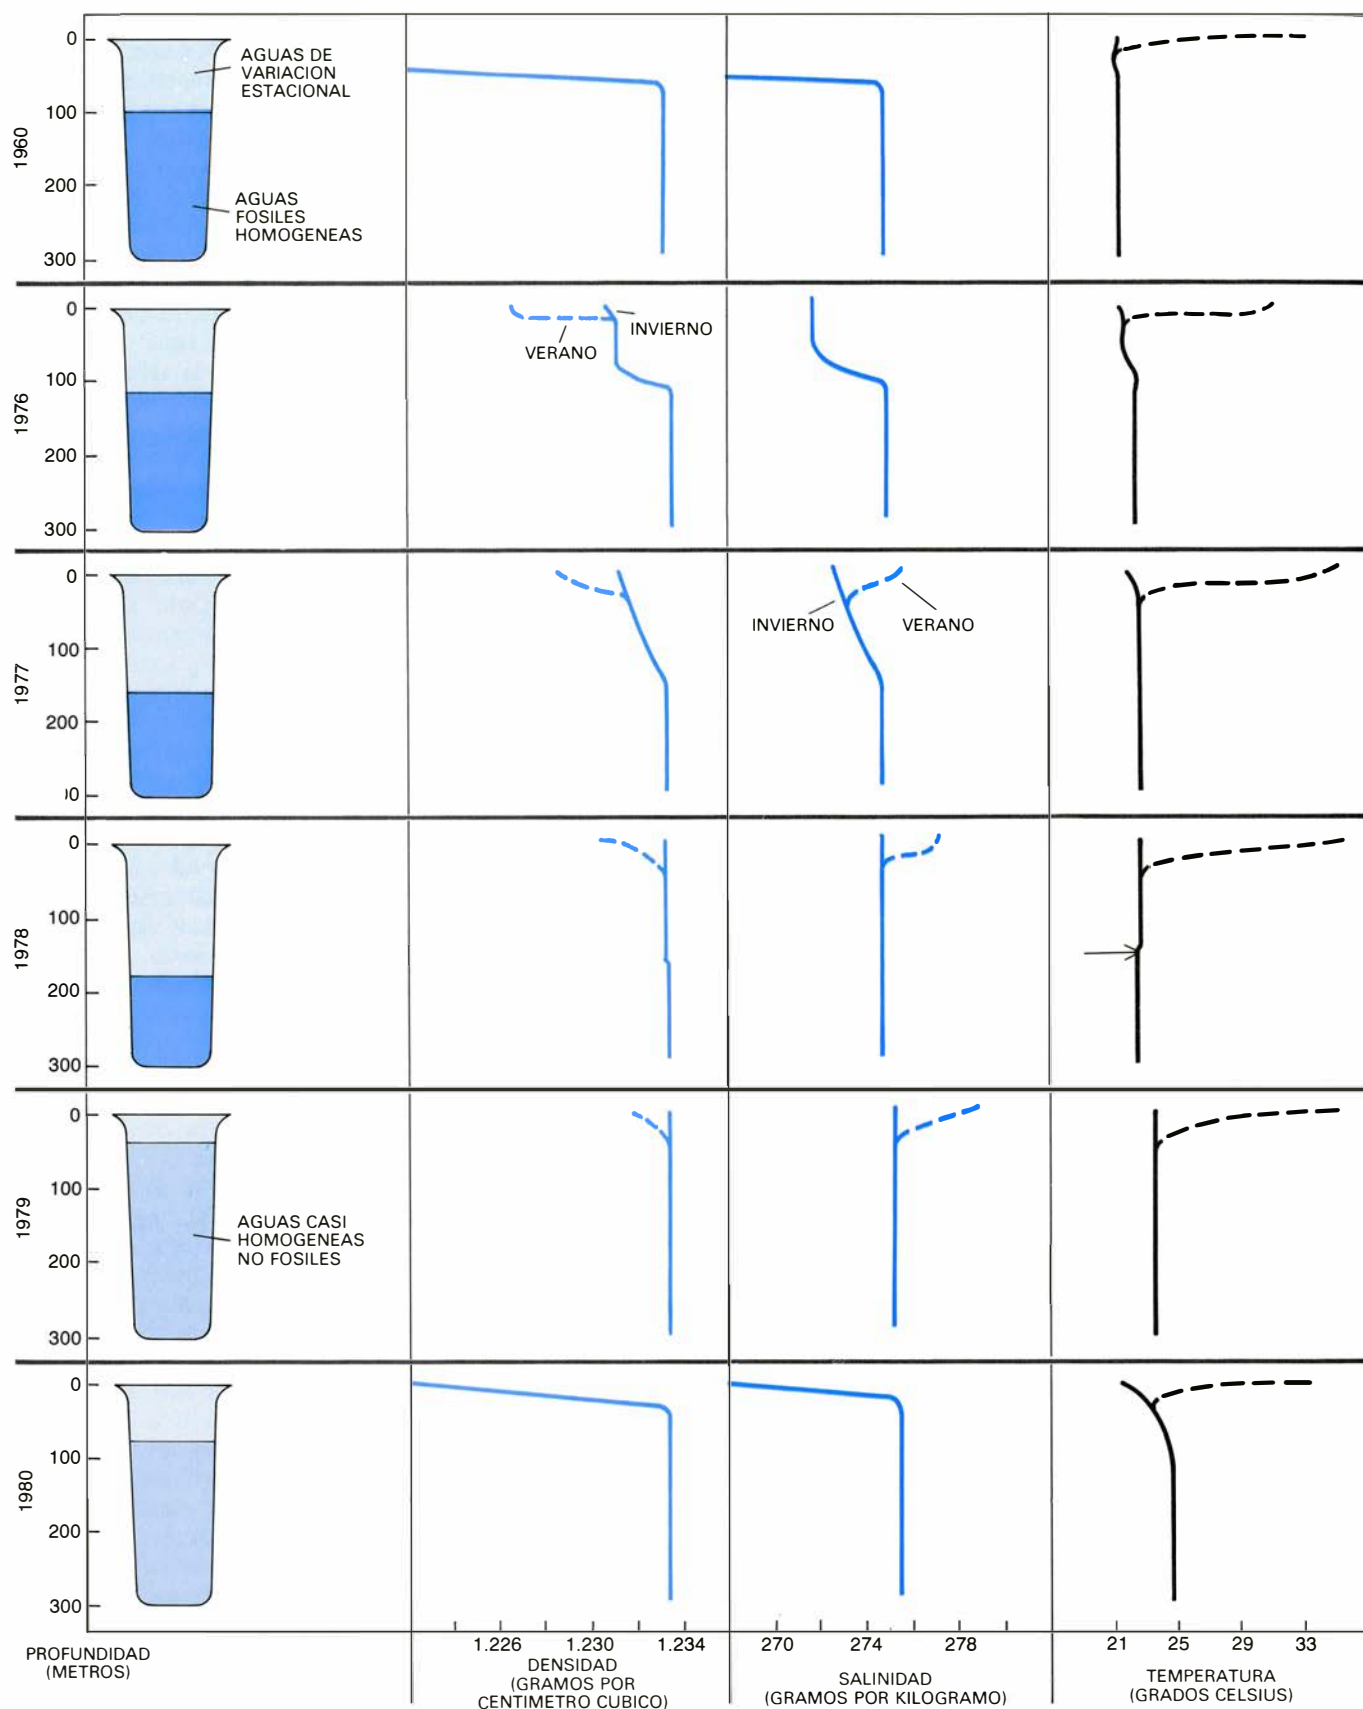 1960
0
100
200
300
AGUAS DE
VARIACION
ESTACIONAL
AGUAS
FOSILES
HOMOGENEAS
1976
0
100
200
300
VERANO
INVIERNO
1977
0
100
200
00
INVIERNO
VERANO
1978
0
100
200
300
1979
0
100
200
300
AGUAS CASI
HOMOGENEAS
NO FOSILES
1980
0
100
200
300
PROFUNDIDAD
(METROS)
1.226 1.230 1.234
DENSIDAD
(GRAMOS POR
CENTIMETRO CUBICO)
270 274 278
SALINIDAD
(GRAMOS POR KILOGRAMO)
21 25 29 33
TEMPERATURA
(GRADOS CELSIUS)